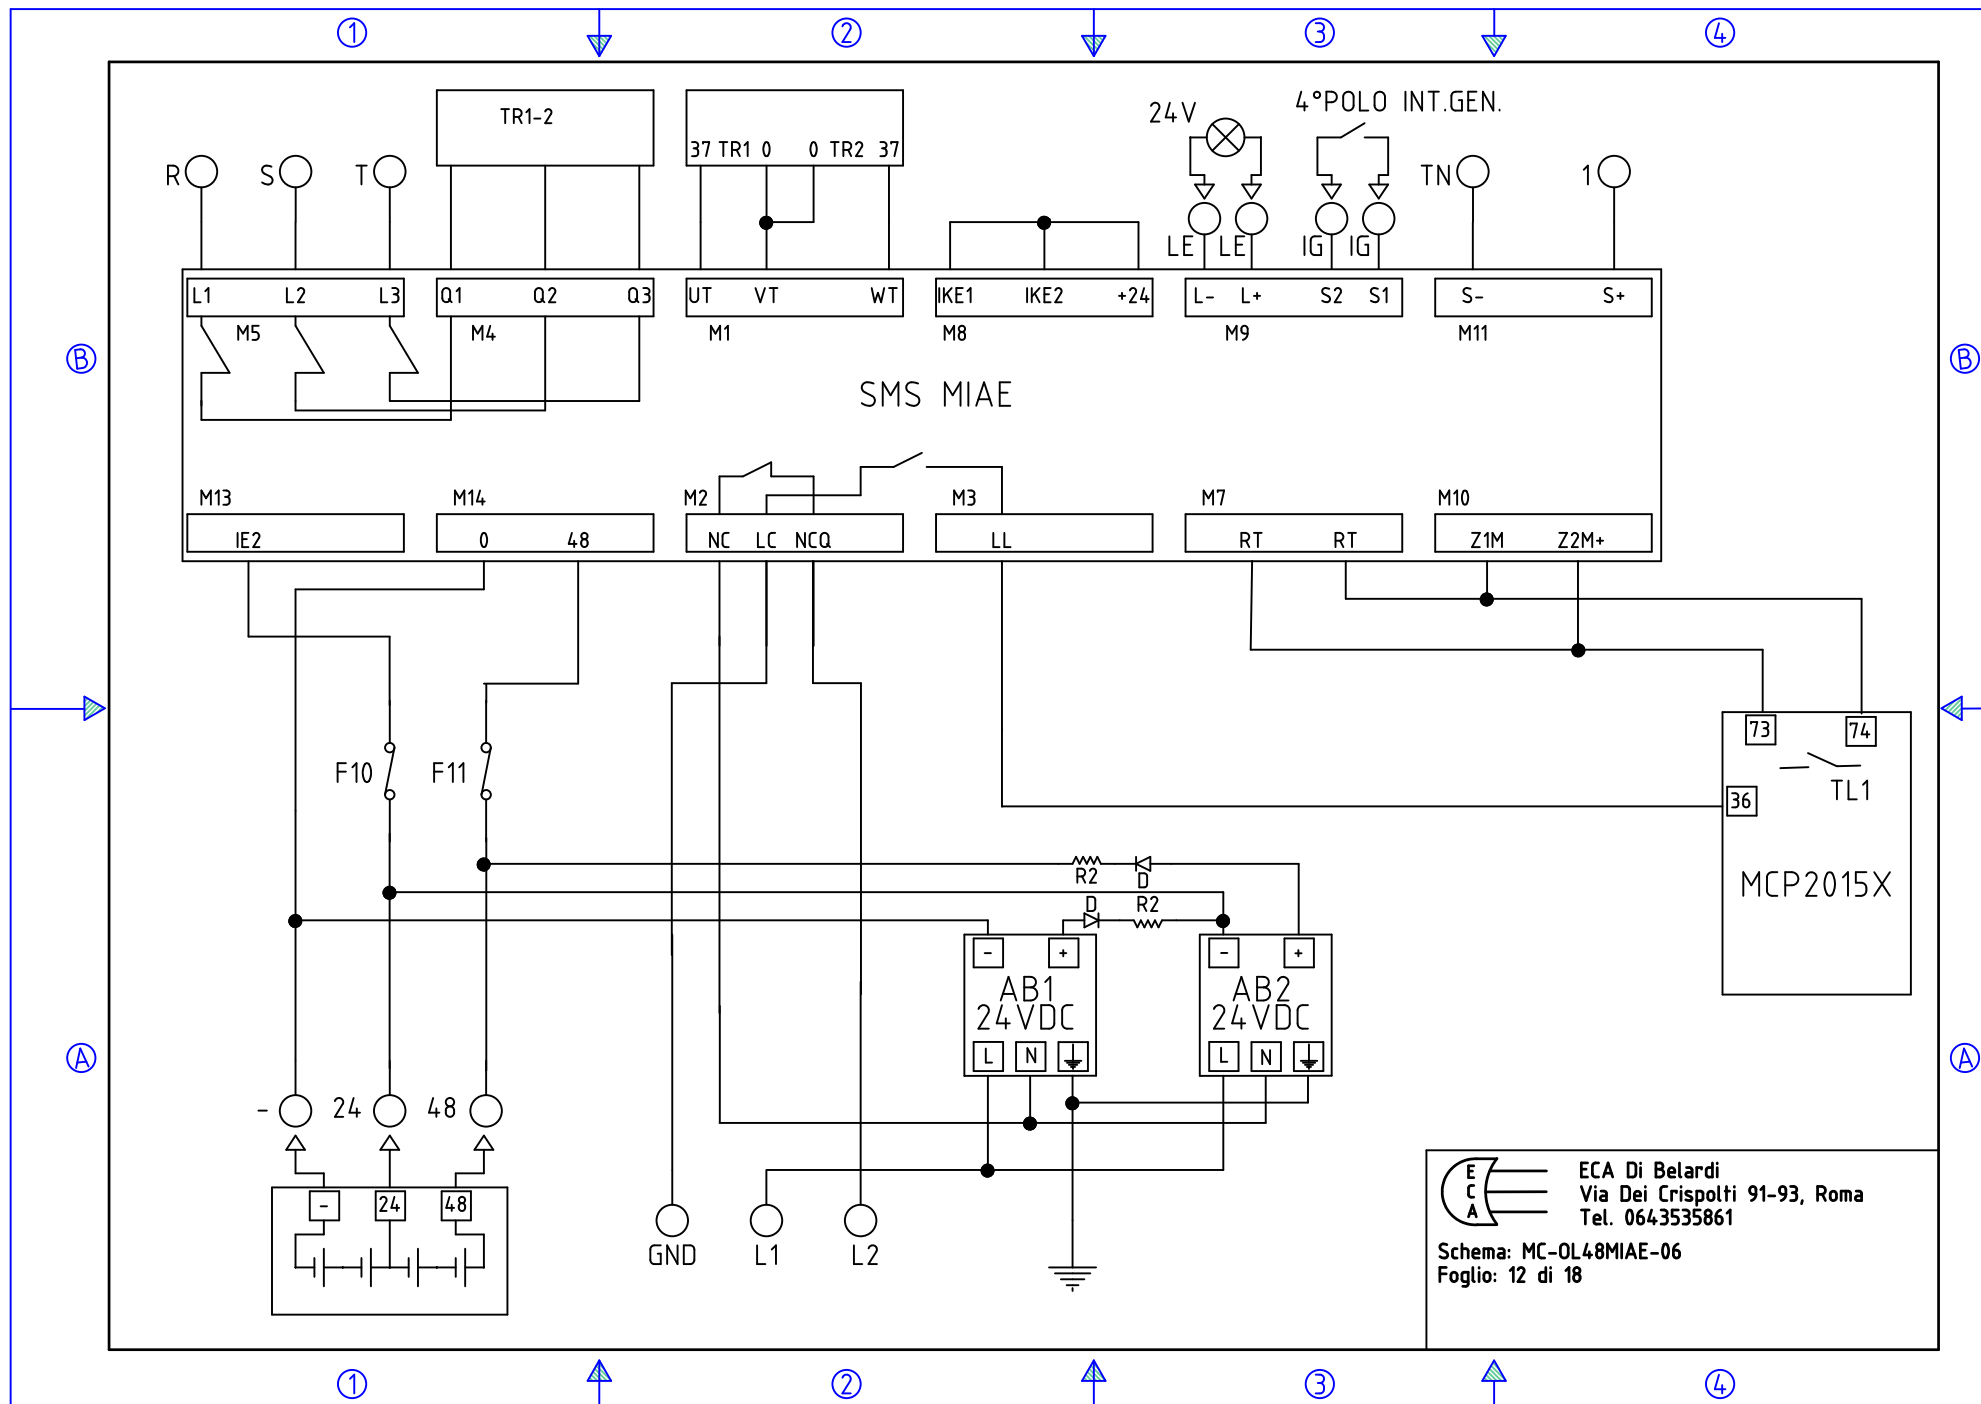 1 2 3 4
TR1-2
37 TR1 0 0 TR2 37
24V
4°POLO INT.GEN.
R S T
TN 1
LE LE IG IG
L1 L2 L3 Q1 Q2 Q3 UT VT WT IKE1 IKE2 +24 L- L+ S2 S1 S- S+
M5 M4 M1 M8 M9 M11
B B
SMS MIAE
M13 M14 M2 M3 M7 M10
IE2 0 48 NC LC NCQ LL RT RT Z1M Z2M+
73 74
F10 F11
TL1
36
R2 D
MCP2015X
D R2
- + - +
AB1 AB2
24VDC 24VDC
L N L N
A A
- 24 48
- 24 48
GND L1 L2
E
C
A
ECA Di Belardi
Via Dei Crispolti 91-93, Roma
Tel. 0643535861
Schema: MC-OL48MIAE-06
Foglio: 12 di 18
1 2 3 4